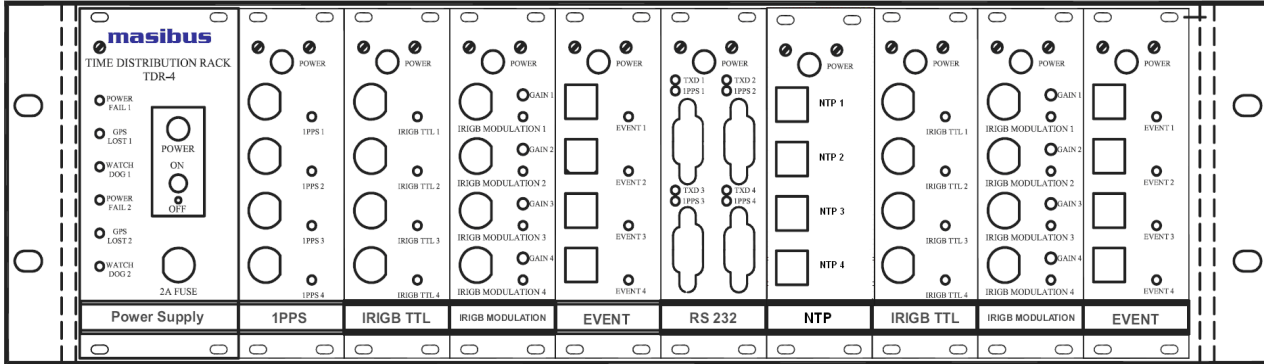 masibus
TIME DISTRIBUTION RACK
TDR-4
POWER
FAIL 1
GPS
LOST 1
WATCH
DOG 1
POWER
FAIL 2
GPS
LOST 2
WATCH
DOG 2
POWER
ON
OFF
2A FUSE
Power Supply
POWER
1PPS 1
1PPS 2
1PPS 3
1PPS 4
1PPS
POWER
IRIGB TTL 1
IRIGB TTL 2
IRIGB TTL 3
IRIGB TTL 4
IRIGB TTL
POWER
GAIN 1
IRIGB MODULATION 1
GAIN 2
IRIGB MODULATION 2
GAIN 3
IRIGB MODULATION 3
GAIN 4
IRIGB MODULATION 4
IRIGB MODULATION
POWER
EVENT 1
EVENT 2
EVENT 3
EVENT 4
EVENT
POWER
TXD 1 TXD 2
1PPS 1 1PPS 2
TXD 3 TXD 4
1PPS 3 1PPS 4
RS 232
POWER
NTP 1
NTP 2
NTP 3
NTP 4
NTP
POWER
IRIGB TTL 1
IRIGB TTL 2
IRIGB TTL 3
IRIGB TTL 4
IRIGB TTL
POWER
GAIN 1
IRIGB MODULATION 1
GAIN 2
IRIGB MODULATION 2
GAIN 3
IRIGB MODULATION 3
GAIN 4
IRIGB MODULATION 4
IRIGB MODULATION
POWER
EVENT 1
EVENT 2
EVENT 3
EVENT 4
EVENT